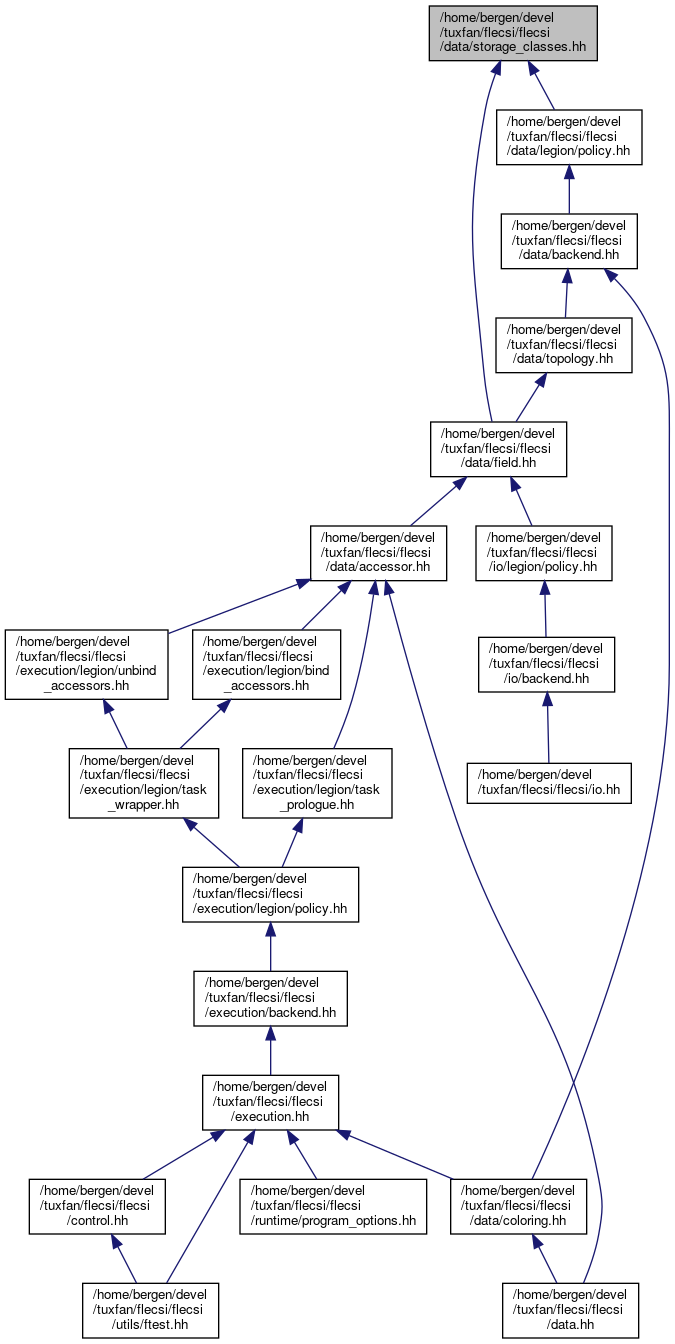 /home/bergen/devel
/tuxfan/flecsi/flecsi
/data/storage_classes.hh
/home/bergen/devel
/tuxfan/flecsi/flecsi
/data/legion/policy.hh
/home/bergen/devel
/tuxfan/flecsi/flecsi
/data/backend.hh
/home/bergen/devel
/tuxfan/flecsi/flecsi
/data/topology.hh
/home/bergen/devel
/tuxfan/flecsi/flecsi
/data/field.hh
/home/bergen/devel
/tuxfan/flecsi/flecsi
/data/accessor.hh
/home/bergen/devel
/tuxfan/flecsi/flecsi
/io/legion/policy.hh
/home/bergen/devel
/tuxfan/flecsi/flecsi
/execution/legion/unbind
_accessors.hh
/home/bergen/devel
/tuxfan/flecsi/flecsi
/execution/legion/bind
_accessors.hh
/home/bergen/devel
/tuxfan/flecsi/flecsi
/io/backend.hh
/home/bergen/devel
/tuxfan/flecsi/flecsi
/execution/legion/task
_wrapper.hh
/home/bergen/devel
/tuxfan/flecsi/flecsi
/execution/legion/task
_prologue.hh
/home/bergen/devel
/tuxfan/flecsi/flecsi/io.hh
/home/bergen/devel
/tuxfan/flecsi/flecsi
/execution/legion/policy.hh
/home/bergen/devel
/tuxfan/flecsi/flecsi
/execution/backend.hh
/home/bergen/devel
/tuxfan/flecsi/flecsi
/execution.hh
/home/bergen/devel
/tuxfan/flecsi/flecsi
/control.hh
/home/bergen/devel
/tuxfan/flecsi/flecsi
/runtime/program_options.hh
/home/bergen/devel
/tuxfan/flecsi/flecsi
/data/coloring.hh
/home/bergen/devel
/tuxfan/flecsi/flecsi
/utils/ftest.hh
/home/bergen/devel
/tuxfan/flecsi/flecsi
/data.hh